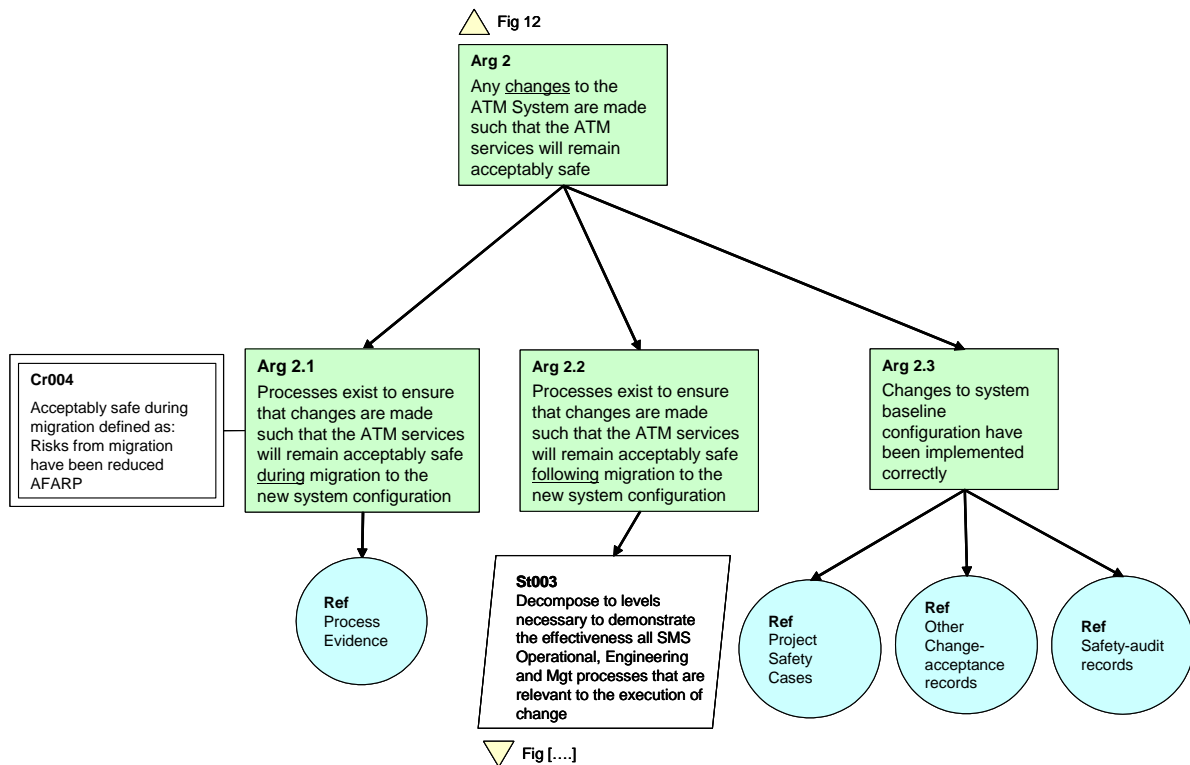 Fig 12
Arg 2
Any changes to the
ATM System are made
such that the ATM
services will remain
acceptably safe
Cr004
Acceptably safe during
migration defined as:
Risks from migration
have been reduced
AFARP
Arg 2.1
Processes exist to ensure
that changes are made
such that the ATM services
will remain acceptably safe
during migration to the
new system configuration
Arg 2.2
Processes exist to ensure
that changes are made
such that the ATM services
will remain acceptably safe
following migration to the
new system configuration
Arg 2.3
Changes to system
baseline
configuration have
been implemented
correctly
Ref
Process
Evidence
St003
Decompose to levels
necessary to demonstrate
the effectiveness all SMS
Operational, Engineering
and Mgt processes that are
relevant to the execution of
change
Ref
Project
Safety
Cases
Ref
Other
Change-
acceptance
records
Ref
Safety-audit
records
Fig [....]